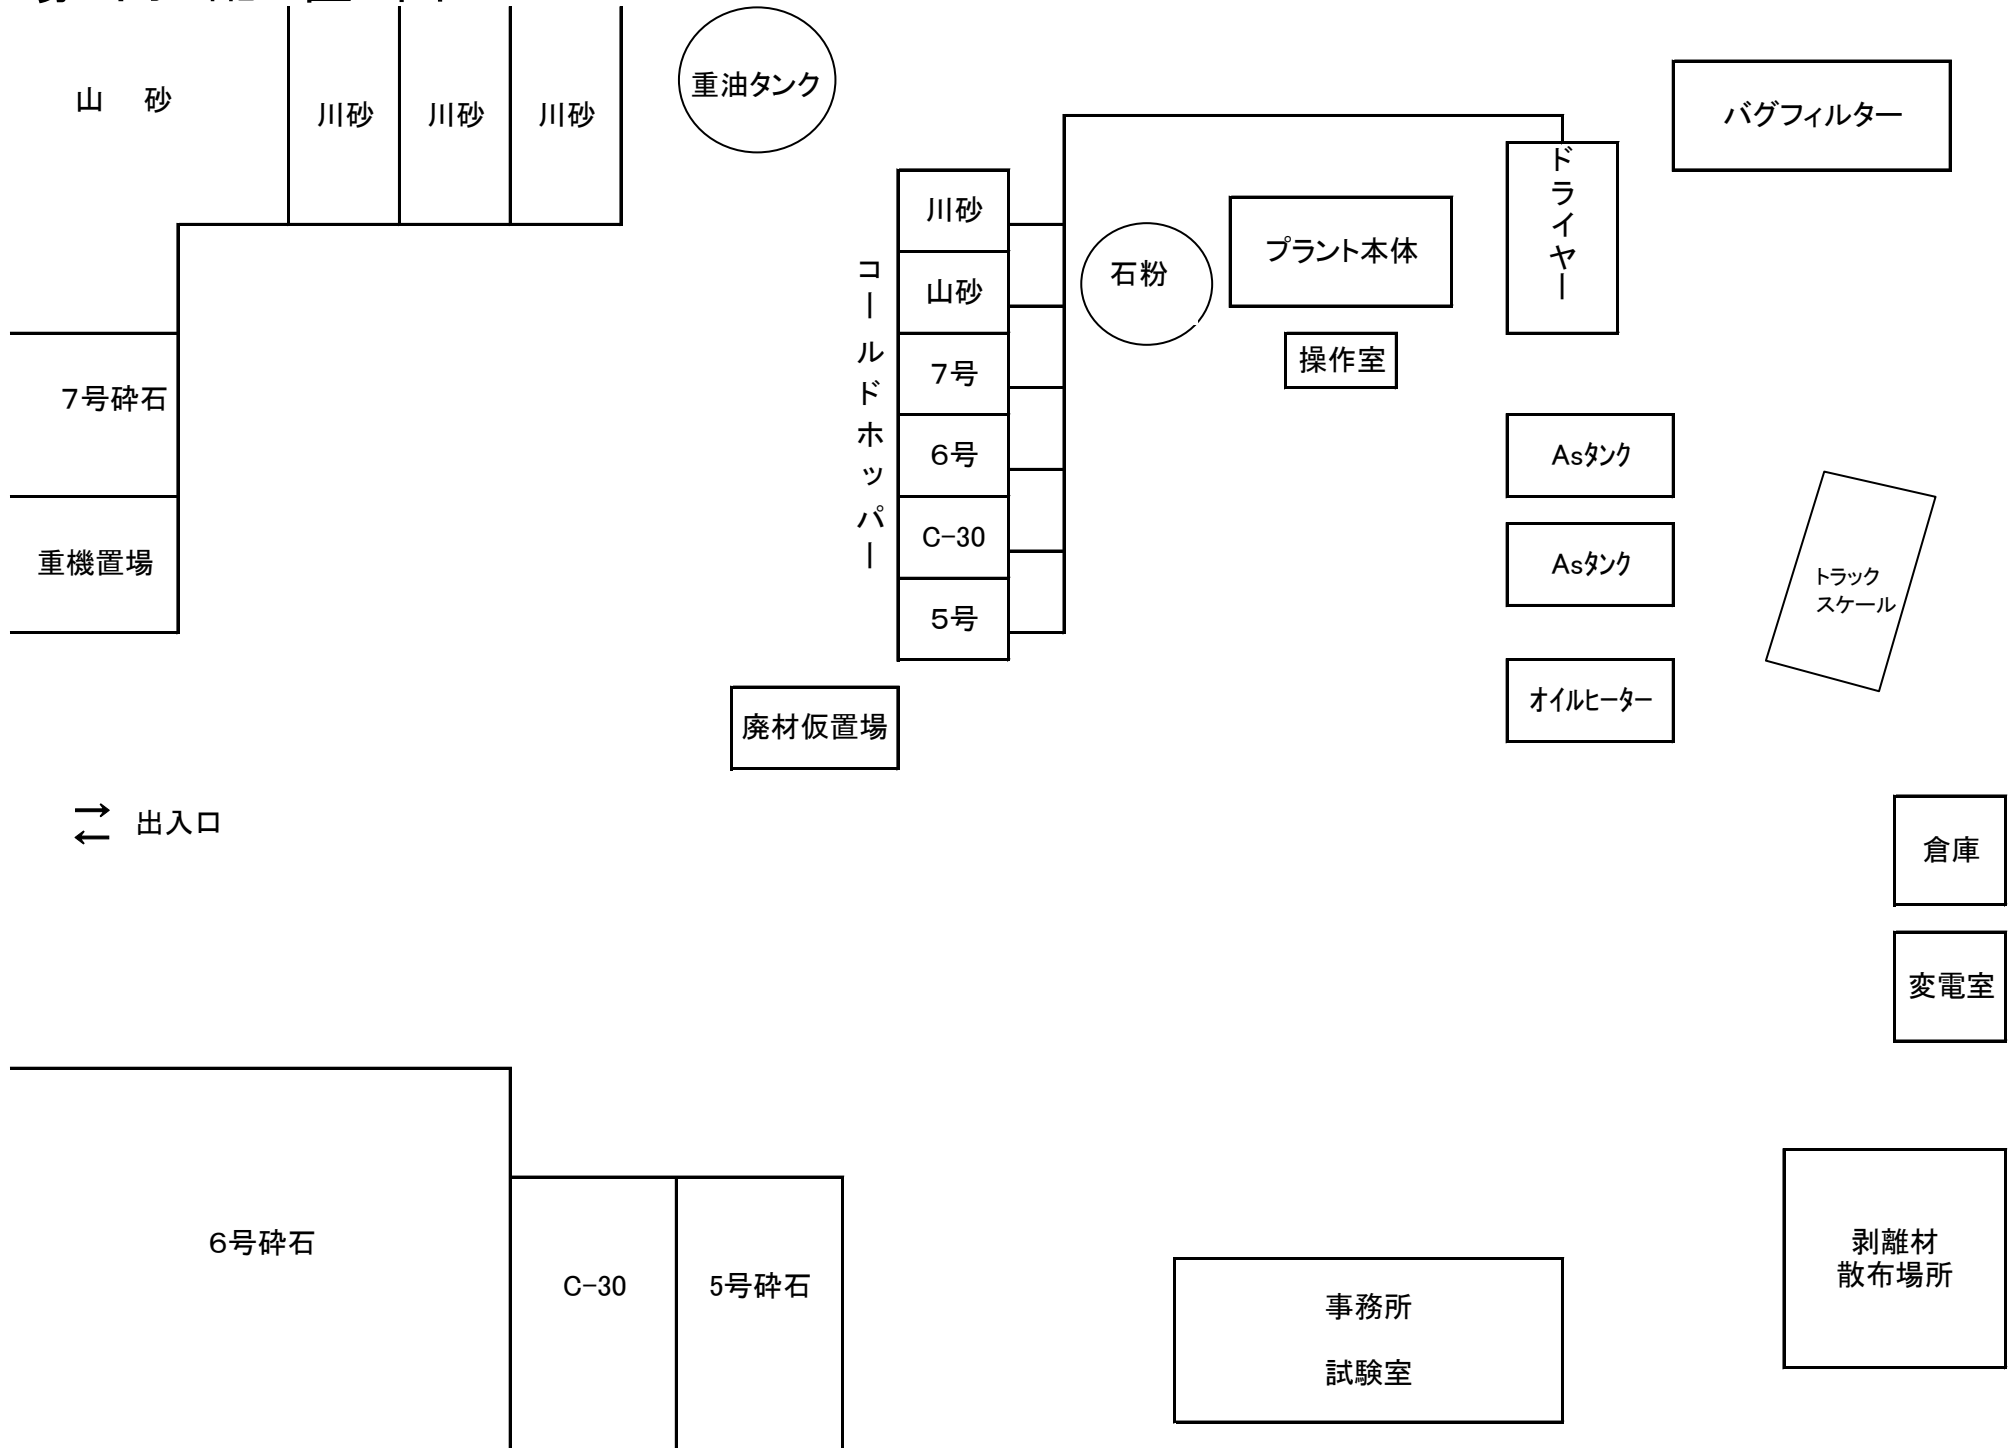 山　砂
川砂
川砂
川砂
重油タンク
バグフィルター
ドライヤー
川砂
山砂
7号
6号
C-30
5号
コールドホッパー
石粉
プラント本体
操作室
7号砕石
重機置場
Asﾀﾝｸ
Asﾀﾝｸ
オイルヒーター
トラック
スケール
廃材仮置場
出入口
倉庫
変電室
6号砕石
C-30
5号砕石
事務所
試験室
剥離材
散布場所